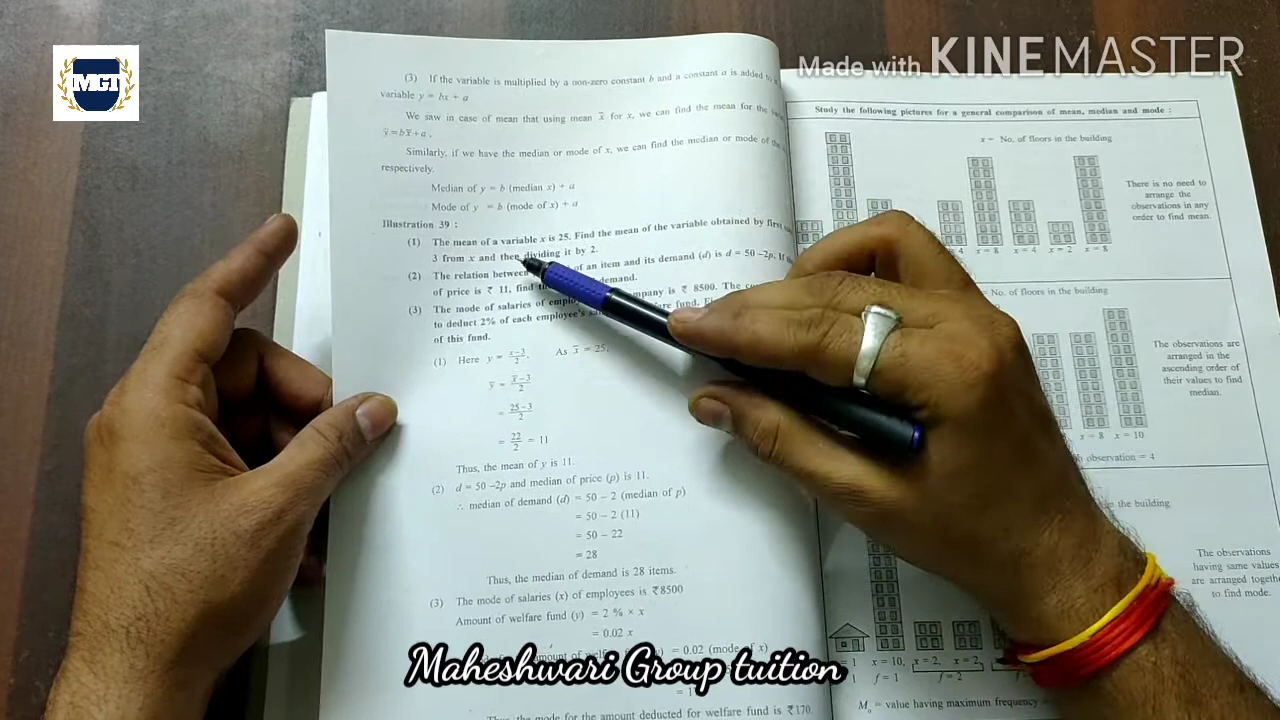 MGT
Made with KINEMASTER
(3) If the variable is multiplied by a non-zero constant b and a constant a is added to
variable y = bx + a
We saw in case of mean that using mean x̄ for x, we can find the mean for the
ȳ = bx̄ + a.
Similarly, if we have the median or mode of x, we can find the median or mode of the
respectively.
Median of y = b (median x) + a
Mode of y = b (mode of x) + a
Illustration 39 :
(1) The mean of a variable x is 25. Find the mean of the variable obtained by first
3 from x and then dividing it by 2.
(2) The relation between of an item and its demand (d) is d = 50 –2p. If
of price is ₹ 11, find demand.
(3) The mode of salaries of company is ₹ 8500. The
to deduct 2% of each employee's fund.
of this fund.
(1) Here y = x–3/2, As x̄ = 25,
ȳ = x̄–3/2
= 25–3/2
= 22/2 = 11
Thus, the mean of y is 11.
(2) d = 50 –2p and median of price (p) is 11.
∴ median of demand (d) = 50 – 2 (median of p)
= 50 – 2 (11)
= 50 – 22
= 28
Thus, the median of demand is 28 items.
(3) The mode of salaries (x) of employees is ₹8500
Amount of welfare fund (y) = 2 % × x
= 0.02 x
= 0.02 (mode of x)
the mode for the amount deducted for welfare fund is ₹170.
Study the following pictures for a general comparison of mean, median and mode :
x = No. of floors in the building
There is no need to
arrange the
observations in any
order to find mean.
x = 8 x = 4 x = 2 x = 8
= No. of floors in the building
The observations are
arranged in the
ascending order of
their values to find
median.
x = 8 x = 10
observation = 4
the building
The observations
having same values
are arranged together
to find mode.
x = 10, x = 2, x = 2,
f = 1 f = 2
Mo = value having maximum frequency =
Maheshwari Group tuition